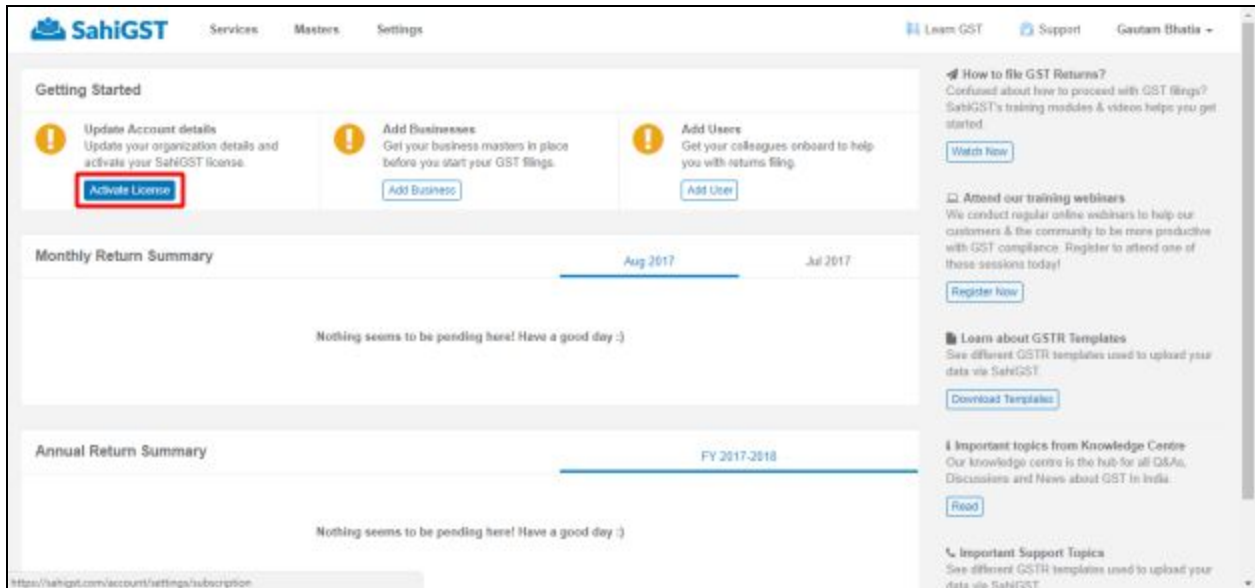 SahiGST
Services
Masters
Settings
Learn GST
Support
Gautam Bhatia
Getting Started
Update Account details
Update your organization details and
activate your SahiGST license.
Activate License
Add Businesses
Get your business masters in place
before you start your GST filings.
Add Business
Add Users
Get your colleagues onboard to help
you with returns filing.
Add User
Monthly Return Summary
Aug 2017
Jul 2017
Nothing seems to be pending here! Have a good day :)
Annual Return Summary
FY 2017-2018
Nothing seems to be pending here! Have a good day :)
How to file GST Returns?
Confused about how to proceed with GST filings?
SahiGST's training modules & videos helps you get
started.
Watch Now
Attend our training webinars
We conduct regular online webinars to help our
customers & the community to be more productive
with GST compliance. Register to attend one of
these sessions today!
Register Now
Learn about GSTR Templates
See different GSTR templates used to upload your
data via SahiGST.
Download Templates
Important topics from Knowledge Centre
Our knowledge centre is the hub for all Q&As,
Discussions and News about GST In India.
Read
Important Support Topics
See different GSTR templates used to upload your
data via SahiGST.
https://sahigst.com/account/settings/subscription